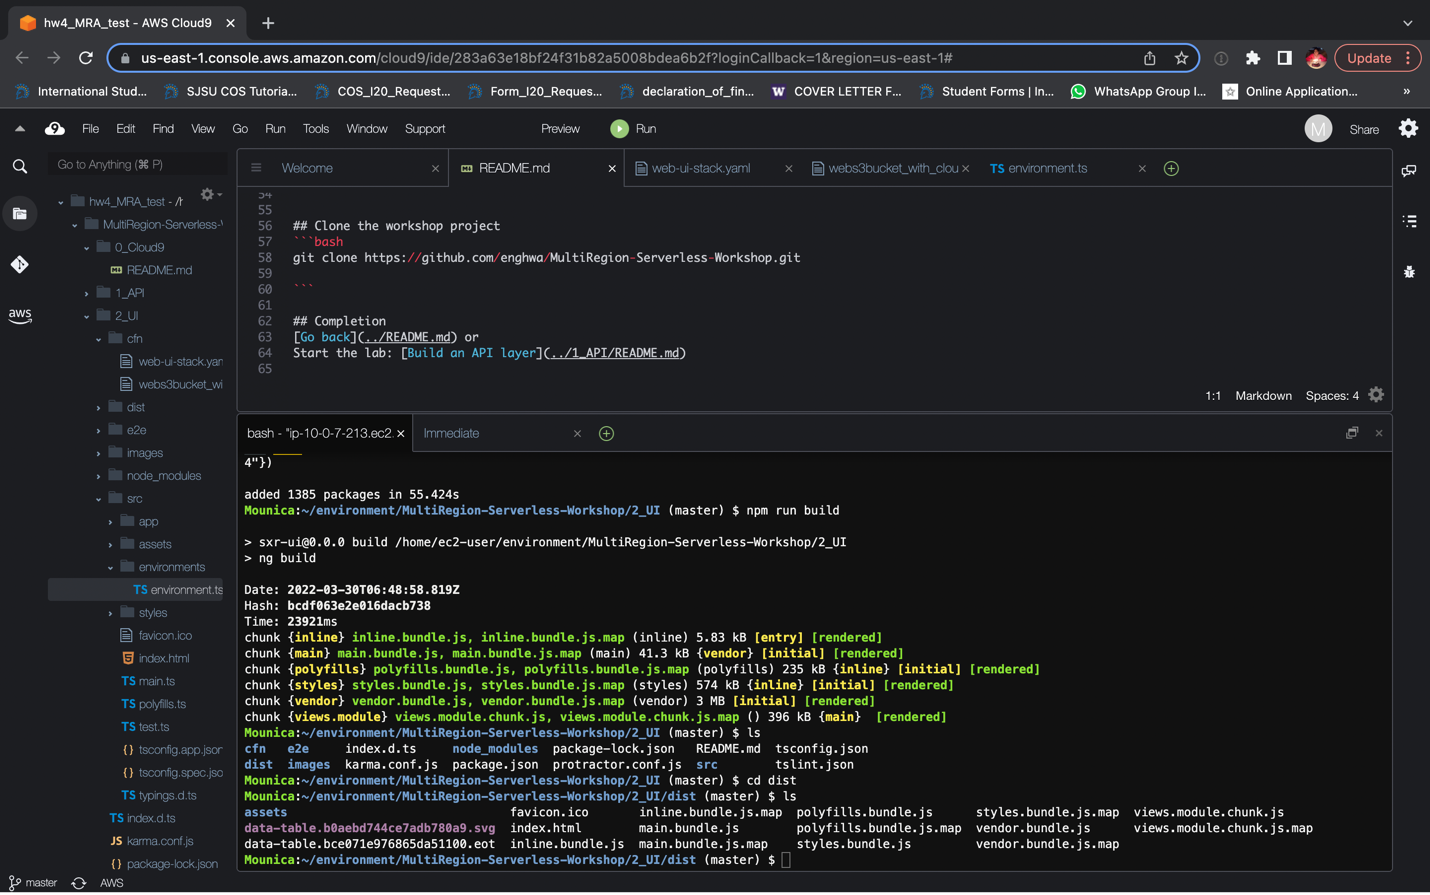 hw4_MRA_test - AWS Cloud9
us-east-1.console.aws.amazon.com/cloud9/ide/283a63e18bf24f31b82a5008bdea6b2f?loginCallback=1&region=us-east-1#
Update
International Stud...
SJSU COS Tutoria...
COS_I20_Request...
Form_I20_Reques...
declaration_of_fin...
W
COVER LETTER F...
Student Forms | In...
WhatsApp Group I...
Online Application...
»
9
File Edit Find View Go Run Tools Window Support
Preview
Run
M
Share
Go to Anything (⌘ P)
Welcome
README.md
web-ui-stack.yaml
webs3bucket_with_clou
TS environment.ts
aws
hw4_MRA_test - /h
MultiRegion-Serverless-
0_Cloud9
README.md
1_API
2_UI
cfn
web-ui-stack.yam
webs3bucket_wi
dist
e2e
images
node_modules
src
app
assets
environments
TS environment.ts
styles
favicon.ico
index.html
TS main.ts
TS polyfills.ts
TS test.ts
{} tsconfig.app.json
{} tsconfig.spec.jso
TS typings.d.ts
TS index.d.ts
JS karma.conf.js
{} package-lock.json
master
AWS
54
55
56 ## Clone the workshop project
57 ```bash
58 git clone https://github.com/enghwa/MultiRegion-Serverless-Workshop.git
59
60 ```
61
62 ## Completion
63 [Go back](../README.md) or
64 Start the lab: [Build an API layer](../1_API/README.md)
65
1:1 Markdown Spaces: 4
bash - "ip-10-0-7-213.ec2.
Immediate
4"})
added 1385 packages in 55.424s
Mounica:~/environment/MultiRegion-Serverless-Workshop/2_UI (master) $ npm run build
> sxr-ui@0.0.0 build /home/ec2-user/environment/MultiRegion-Serverless-Workshop/2_UI
> ng build
Date: 2022-03-30T06:48:58.819Z
Hash: bcdf063e2e016dacb738
Time: 23921ms
chunk {inline} inline.bundle.js, inline.bundle.js.map (inline) 5.83 kB [entry] [rendered]
chunk {main} main.bundle.js, main.bundle.js.map (main) 41.3 kB {vendor} [initial] [rendered]
chunk {polyfills} polyfills.bundle.js, polyfills.bundle.js.map (polyfills) 235 kB {inline} [initial] [rendered]
chunk {styles} styles.bundle.js, styles.bundle.js.map (styles) 574 kB {inline} [initial] [rendered]
chunk {vendor} vendor.bundle.js, vendor.bundle.js.map (vendor) 3 MB [initial] [rendered]
chunk {views.module} views.module.chunk.js, views.module.chunk.js.map () 396 kB {main} [rendered]
Mounica:~/environment/MultiRegion-Serverless-Workshop/2_UI (master) $ ls
cfn e2e index.d.ts node_modules package-lock.json README.md tsconfig.json
dist images karma.conf.js package.json protractor.conf.js src tslint.json
Mounica:~/environment/MultiRegion-Serverless-Workshop/2_UI (master) $ cd dist
Mounica:~/environment/MultiRegion-Serverless-Workshop/2_UI/dist (master) $ ls
assets favicon.ico inline.bundle.js.map polyfills.bundle.js styles.bundle.js.map views.module.chunk.js
data-table.b0aebd744ce7adb780a9.svg index.html main.bundle.js polyfills.bundle.js.map vendor.bundle.js views.module.chunk.js.map
data-table.bce071e976865da51100.eot inline.bundle.js main.bundle.js.map styles.bundle.js vendor.bundle.js.map
Mounica:~/environment/MultiRegion-Serverless-Workshop/2_UI/dist (master) $